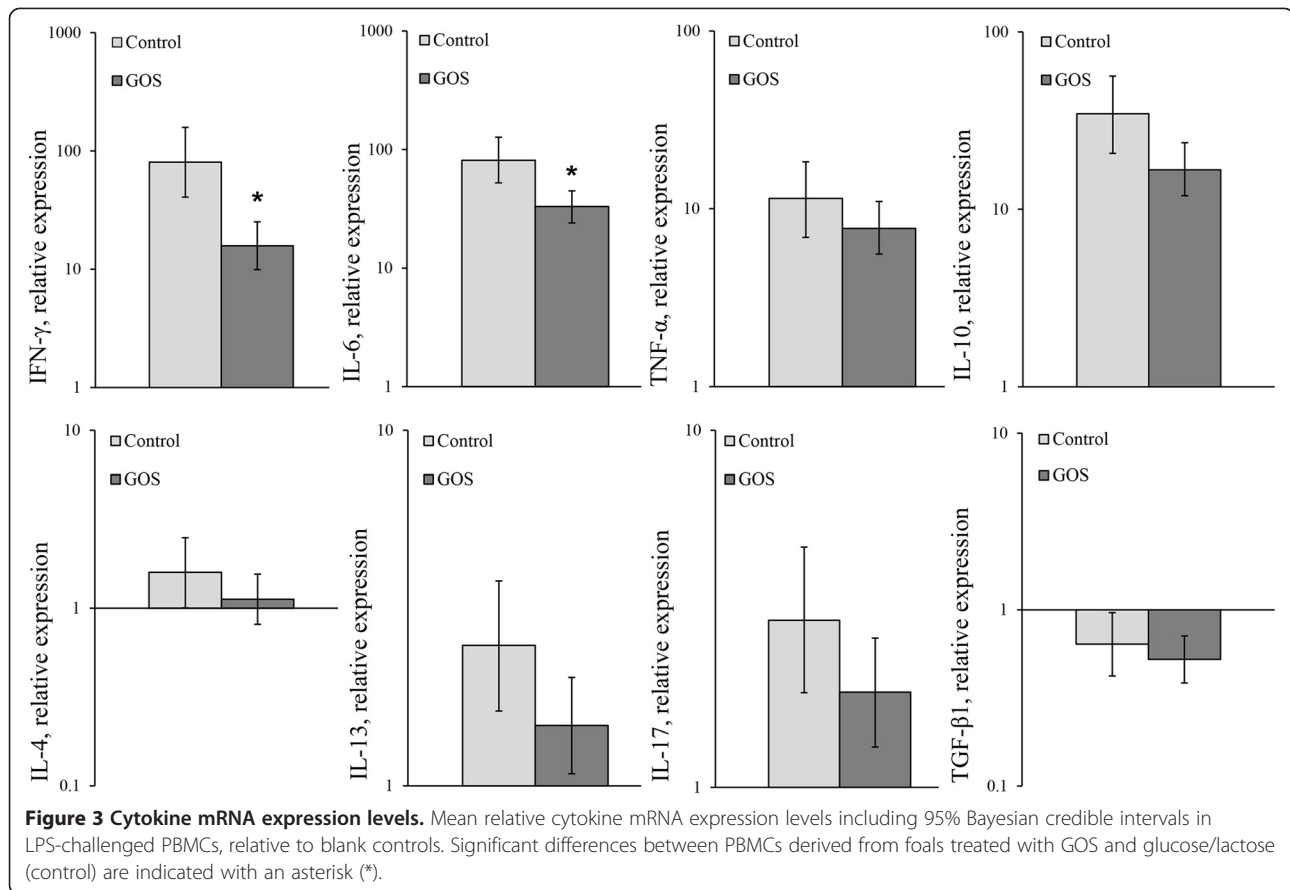 1000
100
10
1
IFN-γ, relative expression
Control
GOS
*
1000
100
10
1
IL-6, relative expression
Control
GOS
*
100
10
1
TNF-α, relative expression
Control
GOS
100
10
1
IL-10, relative expression
Control
GOS
10
1
0.1
IL-4, relative expression
Control
GOS
10
1
IL-13, relative expression
Control
GOS
10
1
IL-17, relative expression
Control
GOS
10
1
0.1
TGF-β1, relative expression
Control
GOS
Figure 3 Cytokine mRNA expression levels. Mean relative cytokine mRNA expression levels including 95% Bayesian credible intervals in
LPS-challenged PBMCs, relative to blank controls. Significant differences between PBMCs derived from foals treated with GOS and glucose/lactose
(control) are indicated with an asterisk (*).